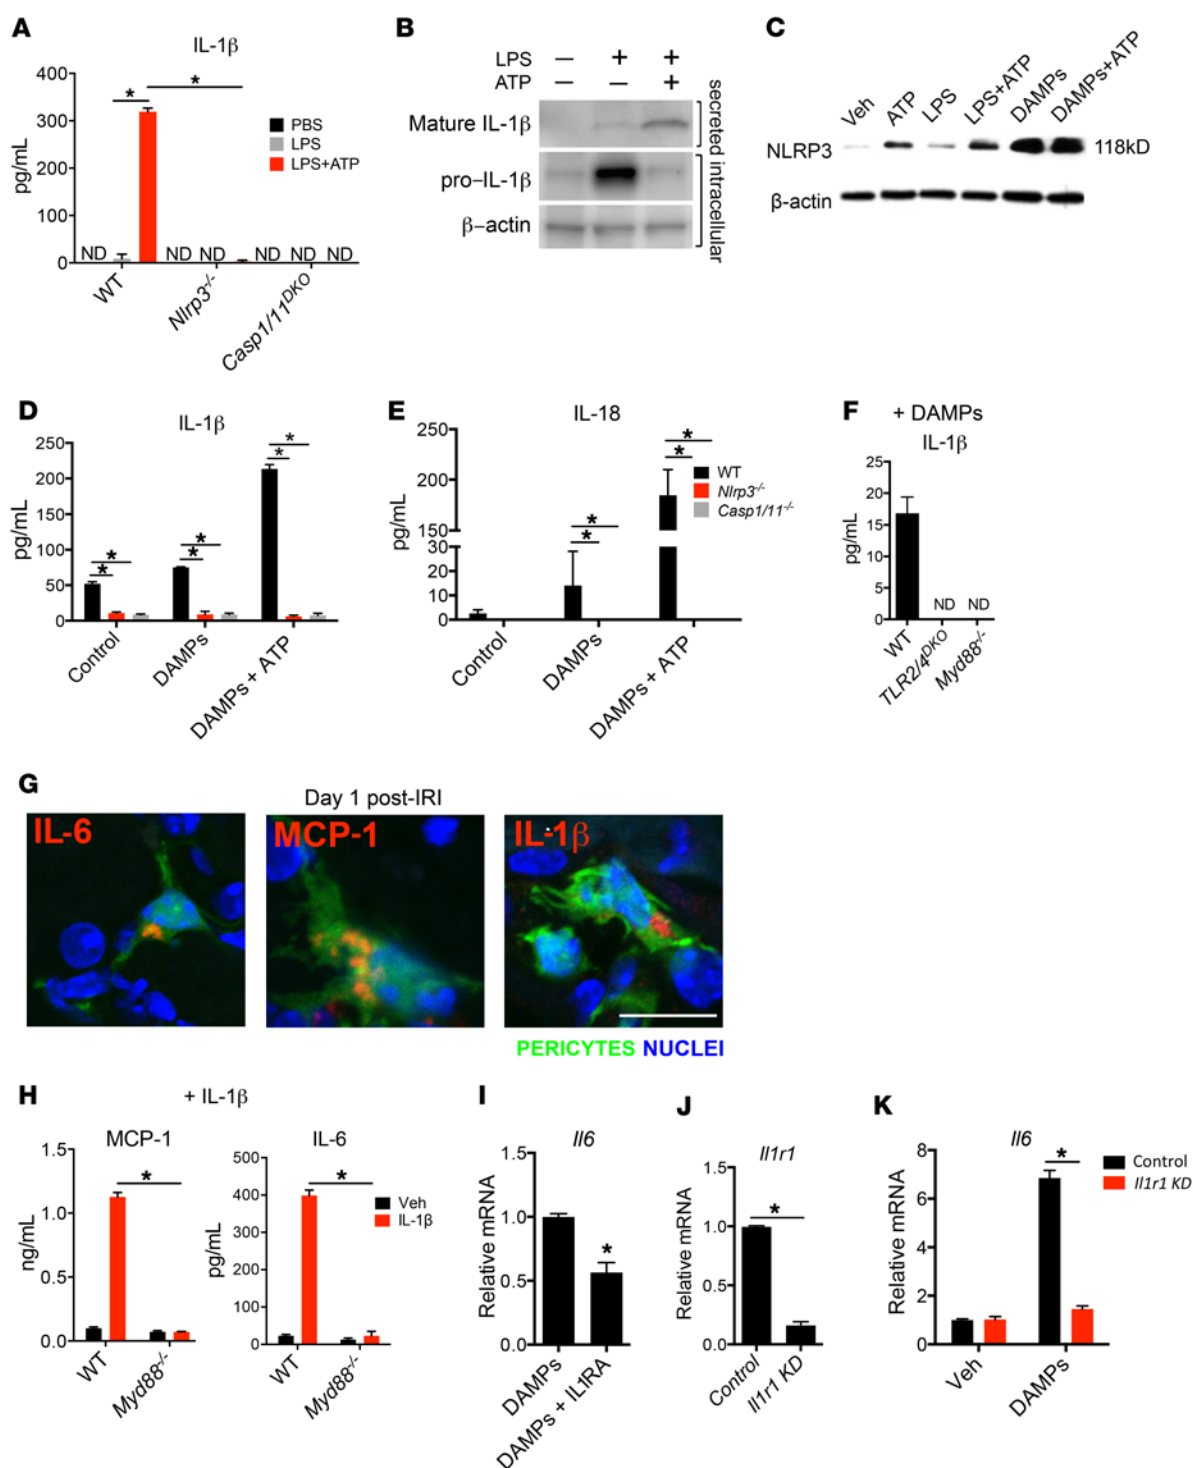 A
IL-1β
pg/mL
400
300
200
100
0
*
*
PBS
LPS
LPS+ATP
ND
ND ND
ND ND ND
WT
Nlrp3-/-
Casp1/11DKO
B
LPS — + +
ATP — — +
Mature IL-1β
pro-IL-1β
β-actin
secreted
intracellular
C
Veh
ATP
LPS
LPS+ATP
DAMPs
DAMPs+ATP
NLRP3
118kD
β-actin
D
IL-1β
pg/mL
250
200
150
100
50
0
* *
* *
* *
Control
DAMPs
DAMPs + ATP
E
IL-18
pg/mL
250
150
50
30
20
10
0
* *
* *
WT
Nlrp3-/-
Casp1/11-/-
Control
DAMPs
DAMPs + ATP
F
+ DAMPs
IL-1β
pg/mL
25
20
15
10
5
0
ND ND
WT
TLR2/4DKO
Myd88-/-
G
Day 1 post-IRI
IL-6
MCP-1
IL-1β
PERICYTES NUCLEI
H
+ IL-1β
MCP-1
ng/mL
1.5
1.0
0.5
0.0
*
WT
Myd88-/-
IL-6
pg/mL
500
400
300
200
100
0
*
Veh
IL-1β
WT
Myd88-/-
I
Il6
Relative mRNA
1.5
1.0
0.5
0.0
*
DAMPs
DAMPs + IL1RA
J
Il1r1
Relative mRNA
1.5
1.0
0.5
0.0
*
Control
Il1r1 KD
K
Il6
Relative mRNA
8
6
4
2
0
*
Control
Il1r1 KD
Veh
DAMPs